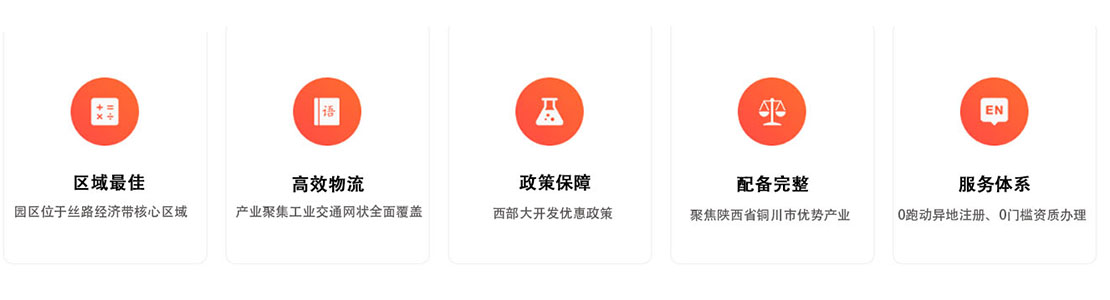 + = × ÷
语
EN
区域最佳
高效物流
政策保障
配备完整
服务体系
园区位于丝路经济带核心区域
产业聚集工业交通网状全面覆盖
西部大开发优惠政策
聚焦陕西省铜川市优势产业
0跑动异地注册、0门槛资质办理